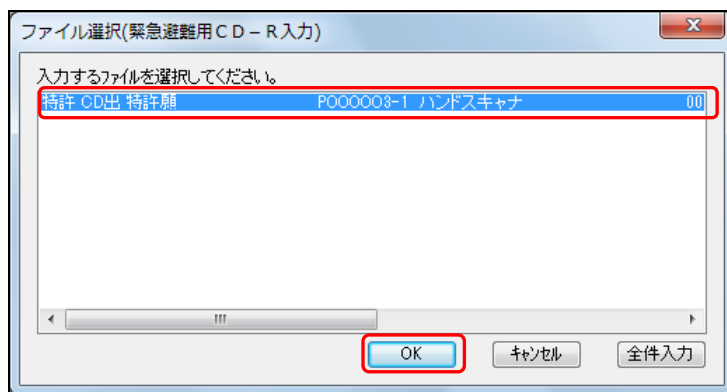 ファイル選択(緊急避難用ＣＤ－Ｒ入力)
入力するファイルを選択してください。
特許 CD出 特許願 P000003-1 ハンドスキャナ 00
OK キャンセル 全件入力